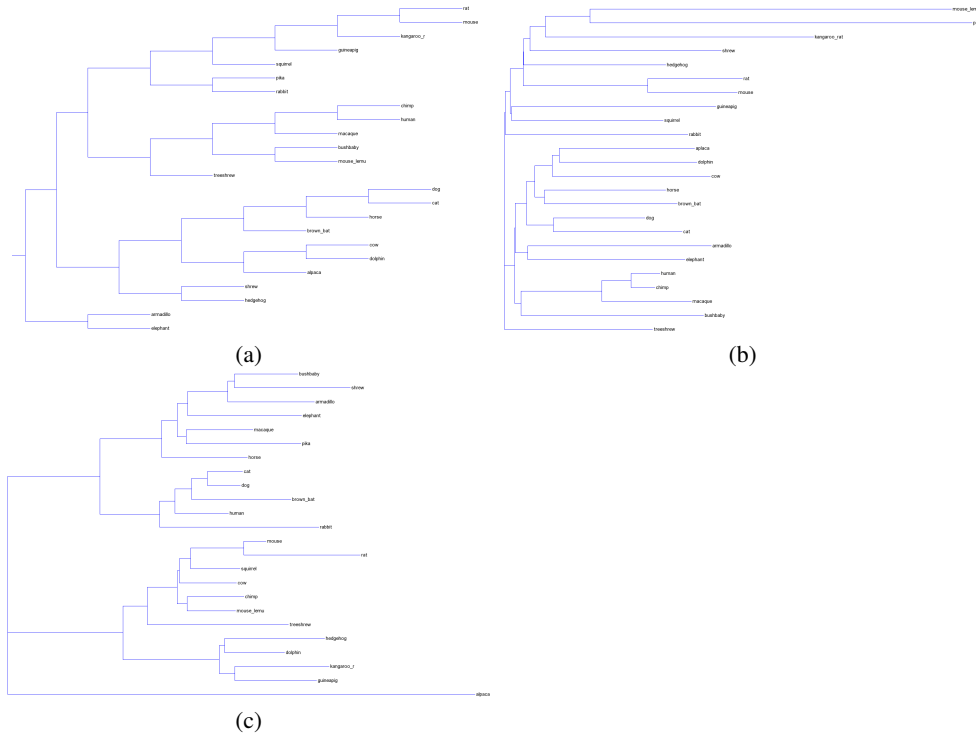 rat
mouse
kangaroo_r
guineapig
squirrel
pika
rabbit
chimp
human
macaque
bushbaby
mouse_lemu
treeshrew
dog
cat
horse
brown_bat
cow
dolphin
alpaca
shrew
hedgehog
armadillo
elephant
(a)
mouse_lemu
kangaroo_rat
shrew
hedgehog
rat
mouse
guineapig
squirrel
rabbit
aplaca
dolphin
cow
horse
brown_bat
dog
cat
armadillo
elephant
human
chimp
macaque
bushbaby
treeshrew
(b)
bushbaby
shrew
armadillo
elephant
macaque
pika
horse
cat
dog
brown_bat
human
rabbit
mouse
rat
squirrel
cow
chimp
mouse_lemu
treeshrew
hedgehog
dolphin
kangaroo_r
guineapig
alpaca
(c)